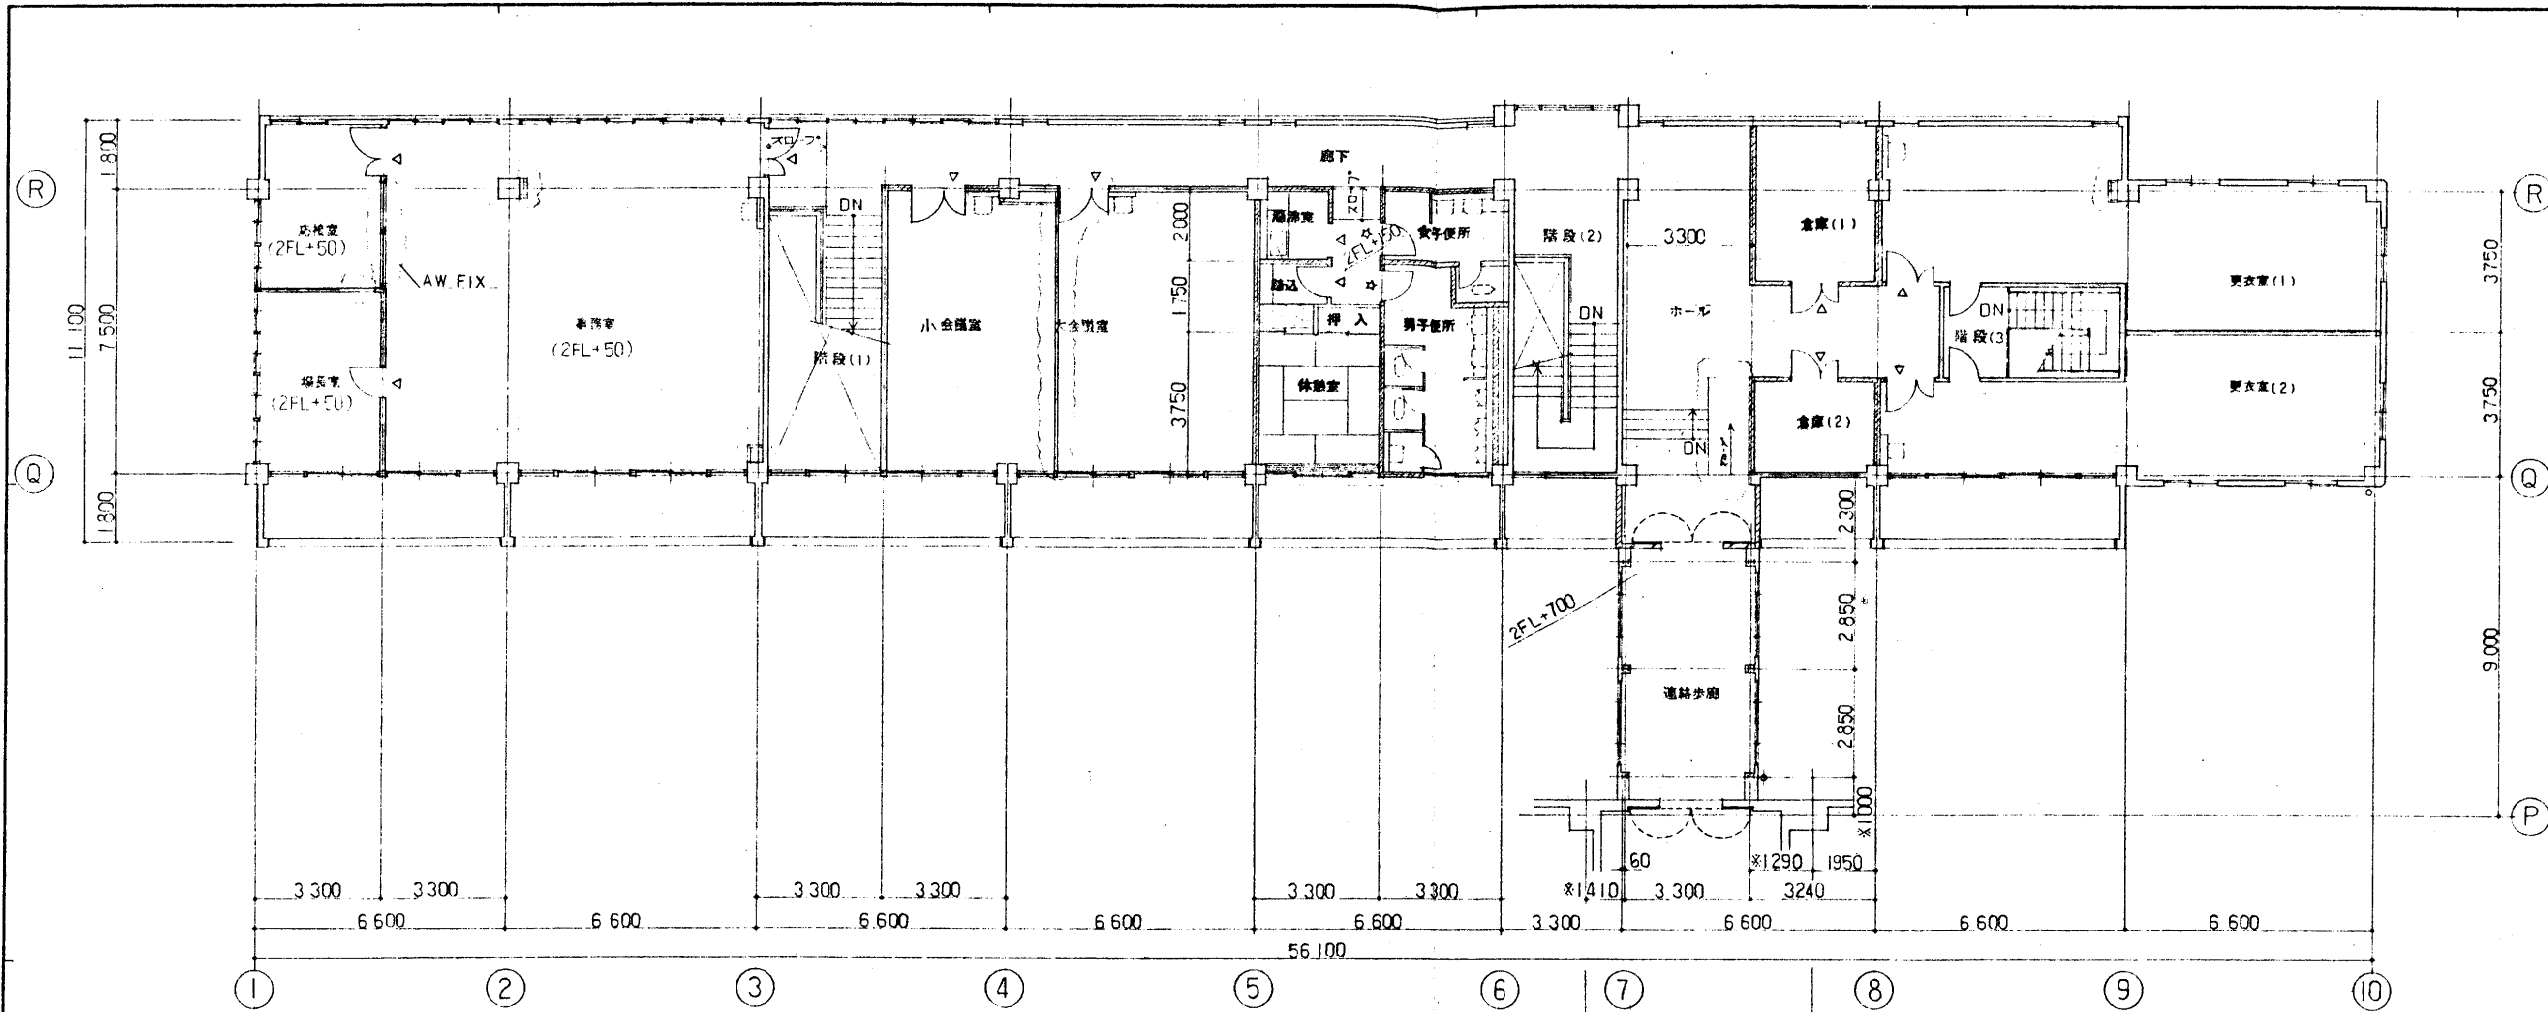 スロープ
廊下
1 800
R
R
DN
2 000
湯沸室
スロープ
2FL+50
女子便所
階段(2)
3300
倉庫(1)
応接室
(2FL+50)
AW FIX
3750
更衣室(1)
踏込
1 750
11 100
7 500
事務室
(2FL+50)
小会議室
大会議室
押入
男子便所
DN
ホール
DN
階段(3
階段(1)
場長室
(2FL+50)
休憩室
3750
更衣室(2)
3750
倉庫(2)
DN
Q
Q
1 800
2 300
2FL+700
2 850
9 000
連絡歩廊
2 850
※1000
P
60
※1290
1950
3 300
3 300
3 300
3 300
3 300
3 300
※1410
3 300
3240
6 600
6 600
6 600
6 600
6 600
3 300
6 600
6 600
6 600
56 100
1
2
3
4
5
6
7
8
9
10